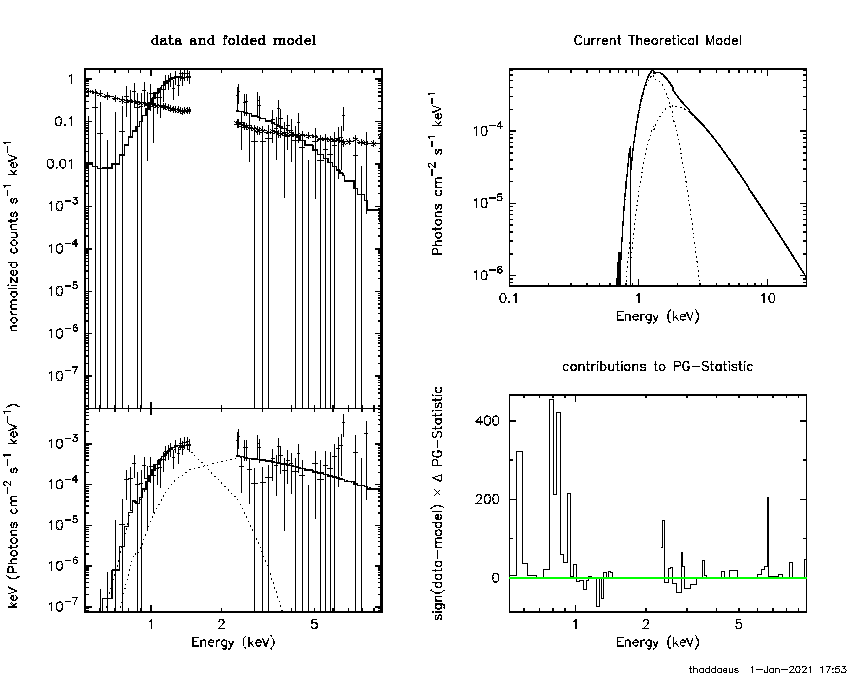 data and folded model
normalized counts s⁻¹ keV⁻¹
1
0.1
0.01
10⁻³
10⁻⁴
10⁻⁵
10⁻⁶
10⁻⁷
keV (Photons cm⁻² s⁻¹ keV⁻¹)
10⁻³
10⁻⁴
10⁻⁵
10⁻⁶
10⁻⁷
1 2 5
Energy (keV)
Current Theoretical Model
Photons cm⁻² s⁻¹ keV⁻¹
10⁻⁴
10⁻⁵
10⁻⁶
0.1 1 10
Energy (keV)
contributions to PG-Statistic
sign(data-model) × Δ PG-Statistic
400
200
0
1 2 5
Energy (keV)
thaddaeus 1-Jan-2021 17:53